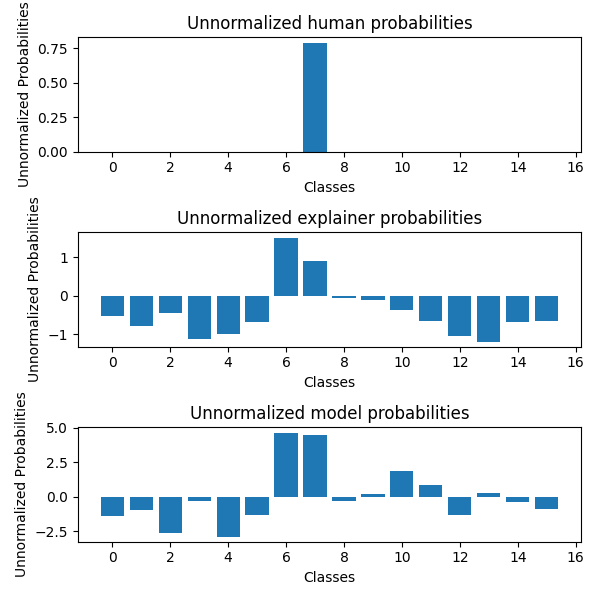 Unnormalized human probabilities
Unnormalized Probabilities
0.75
0.50
0.25
0.00
0 2 4 6 8 10 12 14 16
Classes
Unnormalized explainer probabilities
Unnormalized Probabilities
1
0
−1
0 2 4 6 8 10 12 14 16
Classes
Unnormalized model probabilities
Unnormalized Probabilities
5.0
2.5
0.0
−2.5
0 2 4 6 8 10 12 14 16
Classes